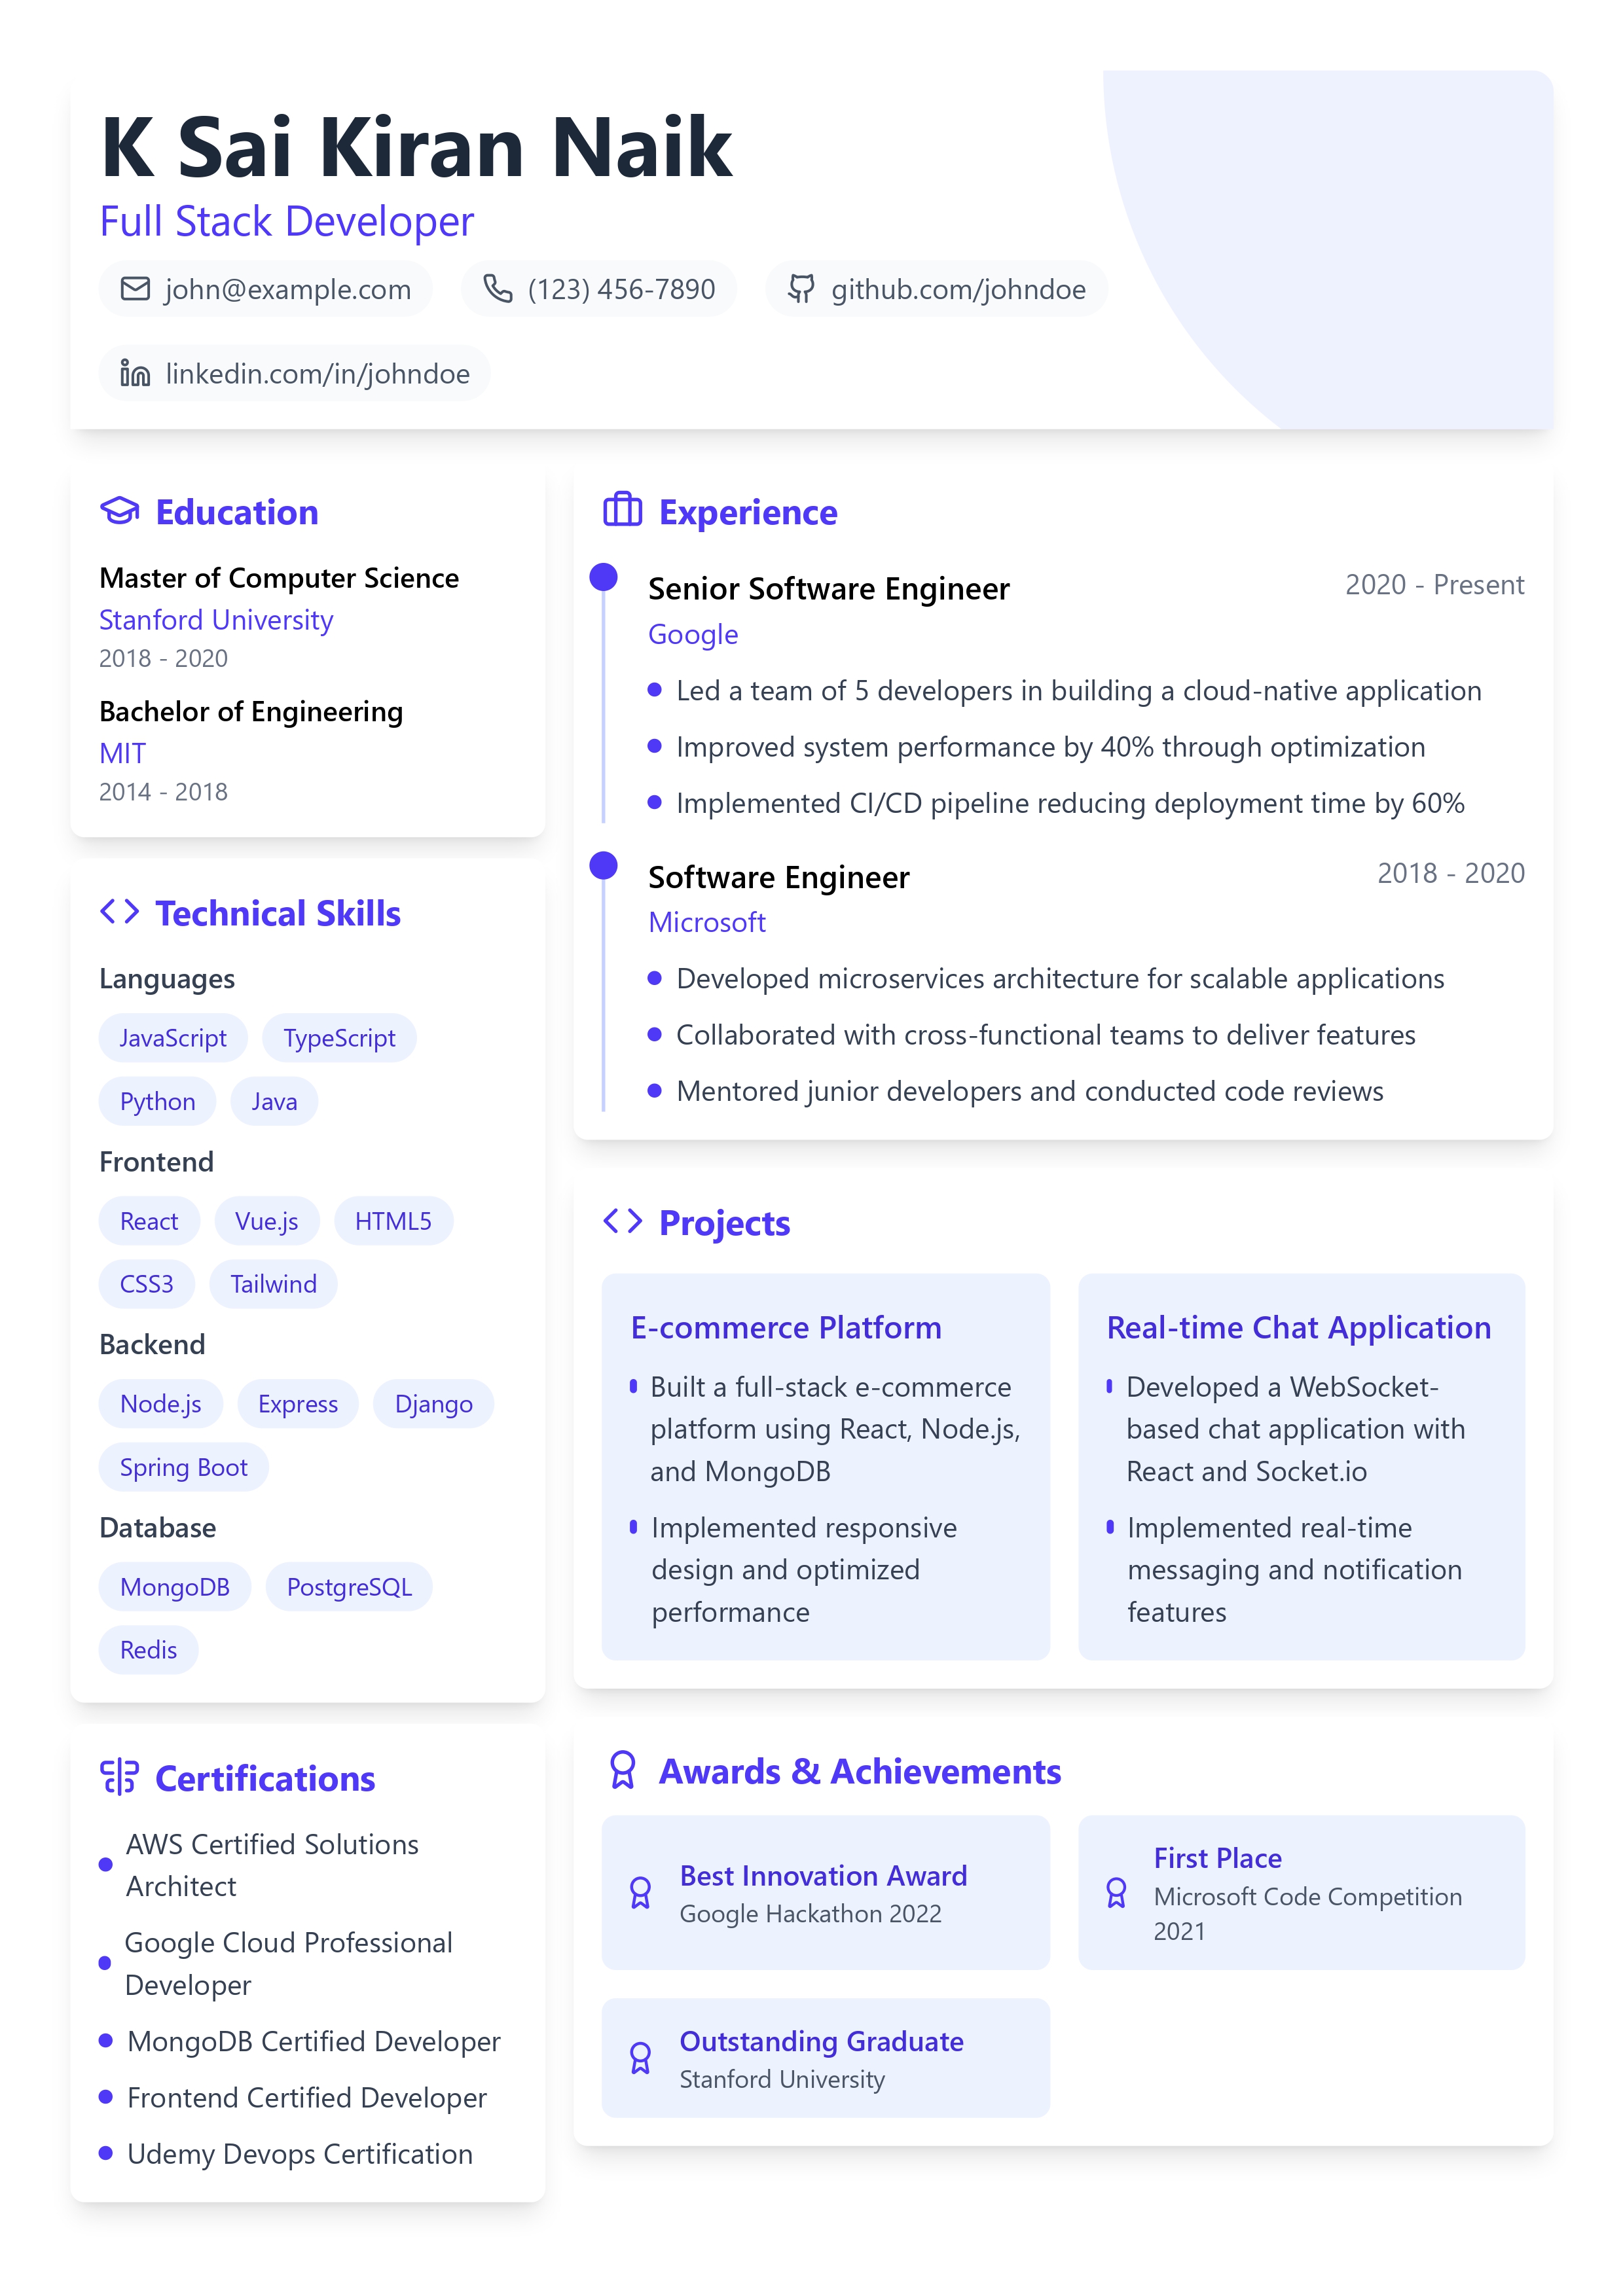 K Sai Kiran Naik
Full Stack Developer
john@example.com
(123) 456-7890
github.com/johndoe
linkedin.com/in/johndoe
Education
Master of Computer Science
Stanford University
2018 - 2020
Bachelor of Engineering
MIT
2014 - 2018
Technical Skills
Languages
JavaScript TypeScript
Python Java
Frontend
React Vue.js HTML5
CSS3 Tailwind
Backend
Node.js Express Django
Spring Boot
Database
MongoDB PostgreSQL
Redis
Certifications
AWS Certified Solutions
Architect
Google Cloud Professional
Developer
MongoDB Certified Developer
Frontend Certified Developer
Udemy Devops Certification
Experience
Senior Software Engineer 2020 - Present
Google
Led a team of 5 developers in building a cloud-native application
Improved system performance by 40% through optimization
Implemented CI/CD pipeline reducing deployment time by 60%
Software Engineer 2018 - 2020
Microsoft
Developed microservices architecture for scalable applications
Collaborated with cross-functional teams to deliver features
Mentored junior developers and conducted code reviews
Projects
E-commerce Platform
Built a full-stack e-commerce
platform using React, Node.js,
and MongoDB
Implemented responsive
design and optimized
performance
Real-time Chat Application
Developed a WebSocket-
based chat application with
React and Socket.io
Implemented real-time
messaging and notification
features
Awards & Achievements
Best Innovation Award
Google Hackathon 2022
First Place
Microsoft Code Competition
2021
Outstanding Graduate
Stanford University